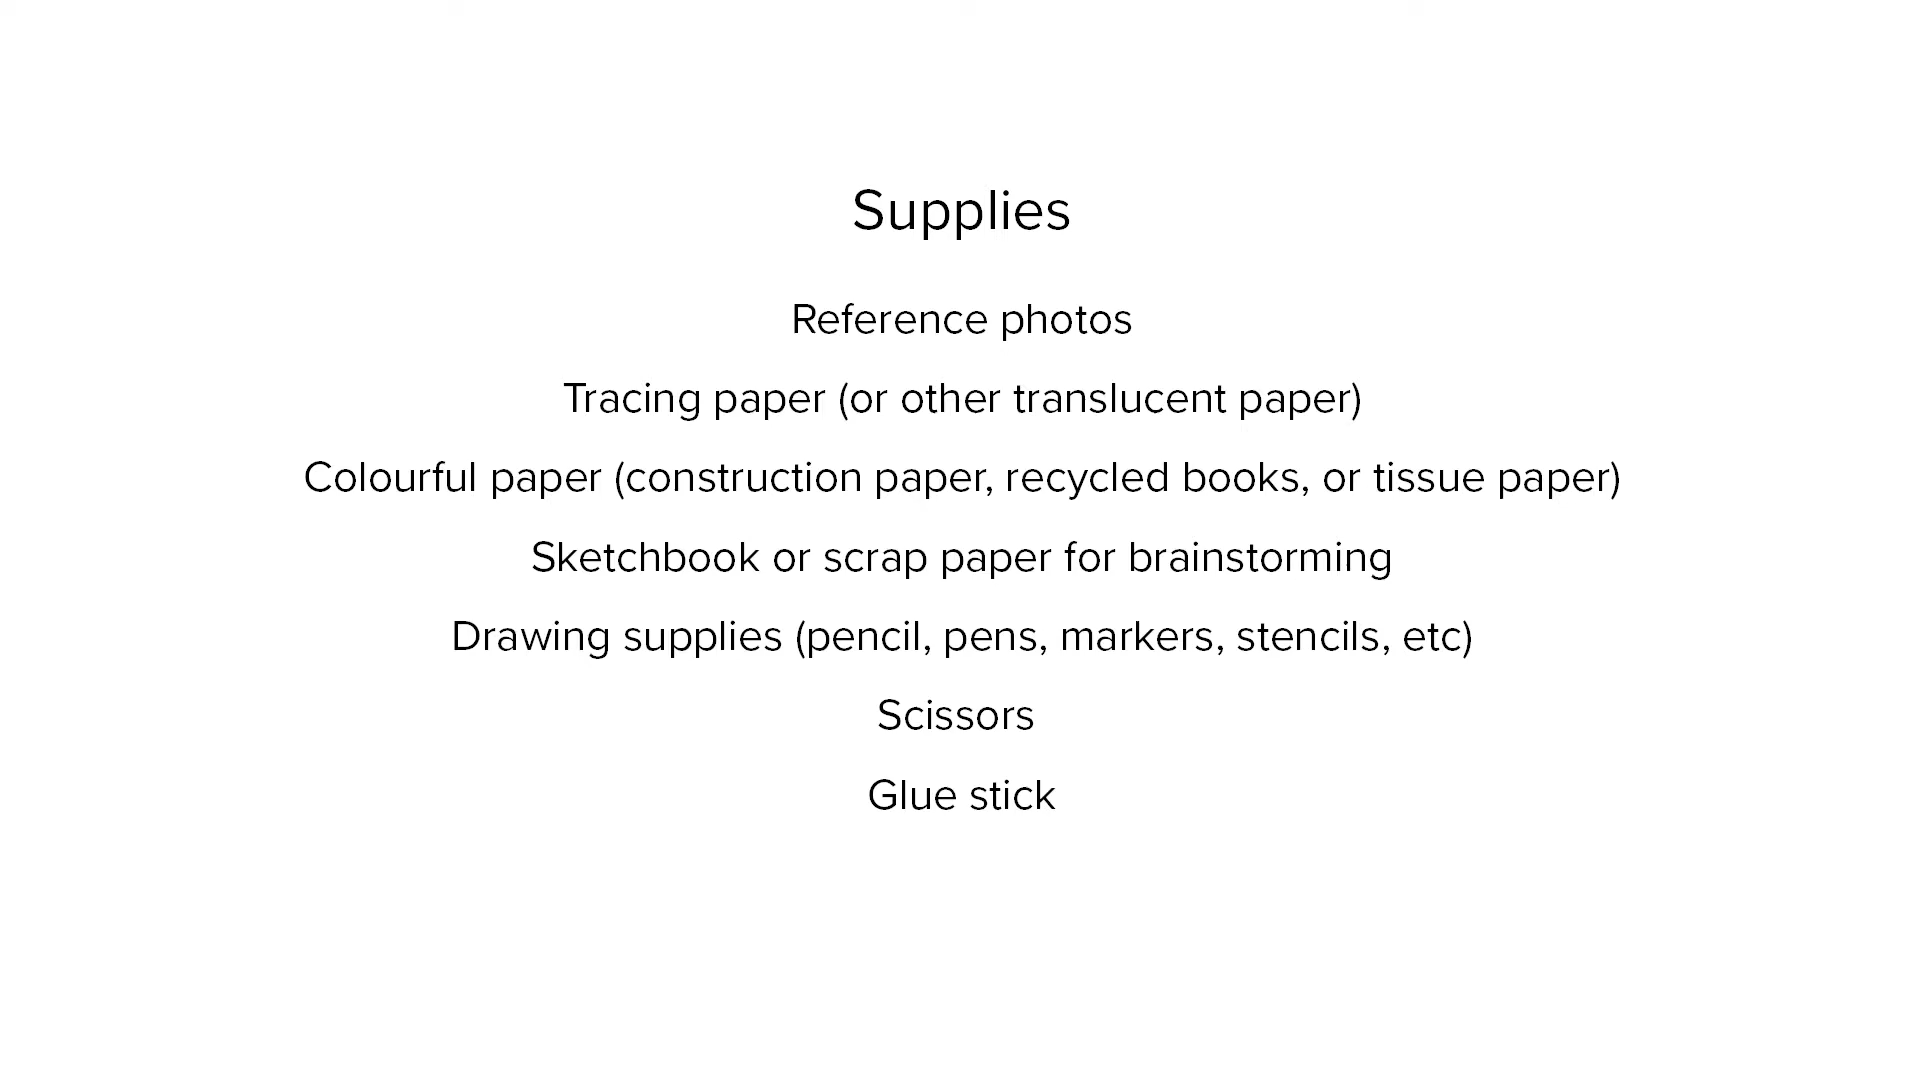 Supplies
Reference photos
Tracing paper (or other translucent paper)
Colourful paper (construction paper, recycled books, or tissue paper)
Sketchbook or scrap paper for brainstorming
Drawing supplies (pencil, pens, markers, stencils, etc)
Scissors
Glue stick